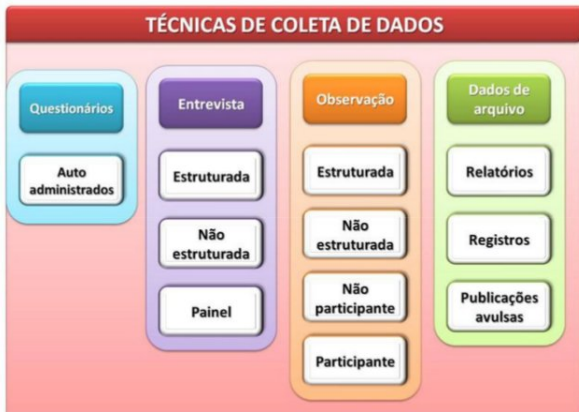 TÉCNICAS DE COLETA DE DADOS
Questionários
Auto
administrados
Entrevista
Estruturada
Não
estruturada
Painel
Observação
Estruturada
Não
estruturada
Não
participante
Participante
Dados de
arquivo
Relatórios
Registros
Publicações
avulsas